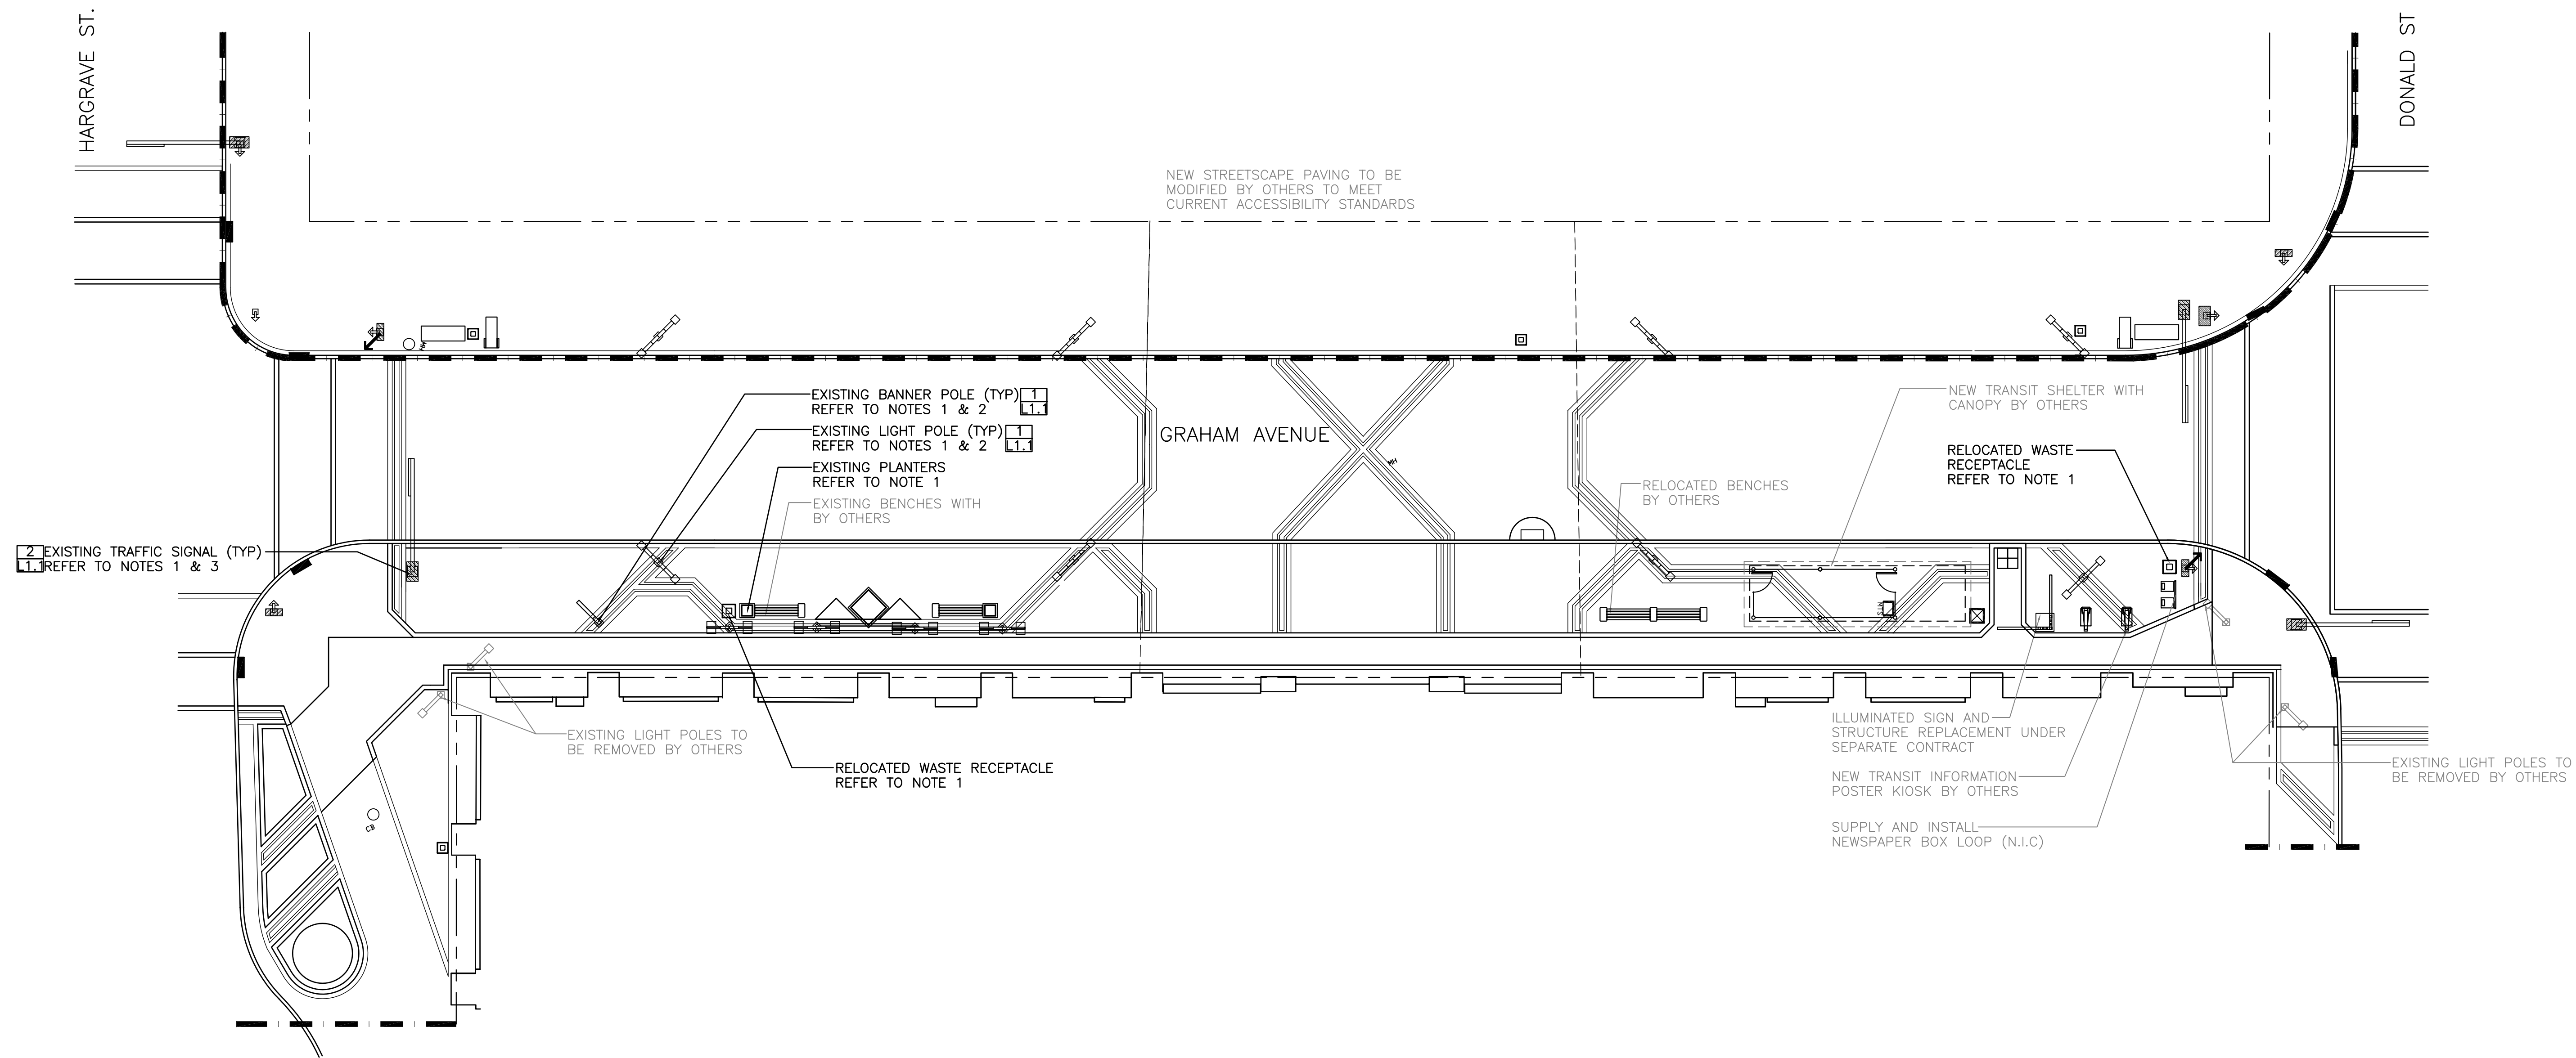 HARGRAVE ST.
DONALD ST
NEW STREETSCAPE PAVING TO BE
MODIFIED BY OTHERS TO MEET
CURRENT ACCESSIBILITY STANDARDS
HH
EXISTING BANNER POLE (TYP) 1
REFER TO NOTES 1 & 2 L1.1
EXISTING LIGHT POLE (TYP) 1
REFER TO NOTES 1 & 2 L1.1
EXISTING PLANTERS
REFER TO NOTE 1
EXISTING BENCHES WITH
BY OTHERS
GRAHAM AVENUE
MH
RELOCATED BENCHES
BY OTHERS
NEW TRANSIT SHELTER WITH
CANOPY BY OTHERS
RELOCATED WASTE
RECEPTACLE
REFER TO NOTE 1
2 EXISTING TRAFFIC SIGNAL (TYP)
L1.1 REFER TO NOTES 1 & 3
MTS
EXISTING LIGHT POLES TO
BE REMOVED BY OTHERS
RELOCATED WASTE RECEPTACLE
REFER TO NOTE 1
ILLUMINATED SIGN AND
STRUCTURE REPLACEMENT UNDER
SEPARATE CONTRACT
NEW TRANSIT INFORMATION
POSTER KIOSK BY OTHERS
SUPPLY AND INSTALL
NEWSPAPER BOX LOOP (N.I.C)
EXISTING LIGHT POLES TO
BE REMOVED BY OTHERS
CB